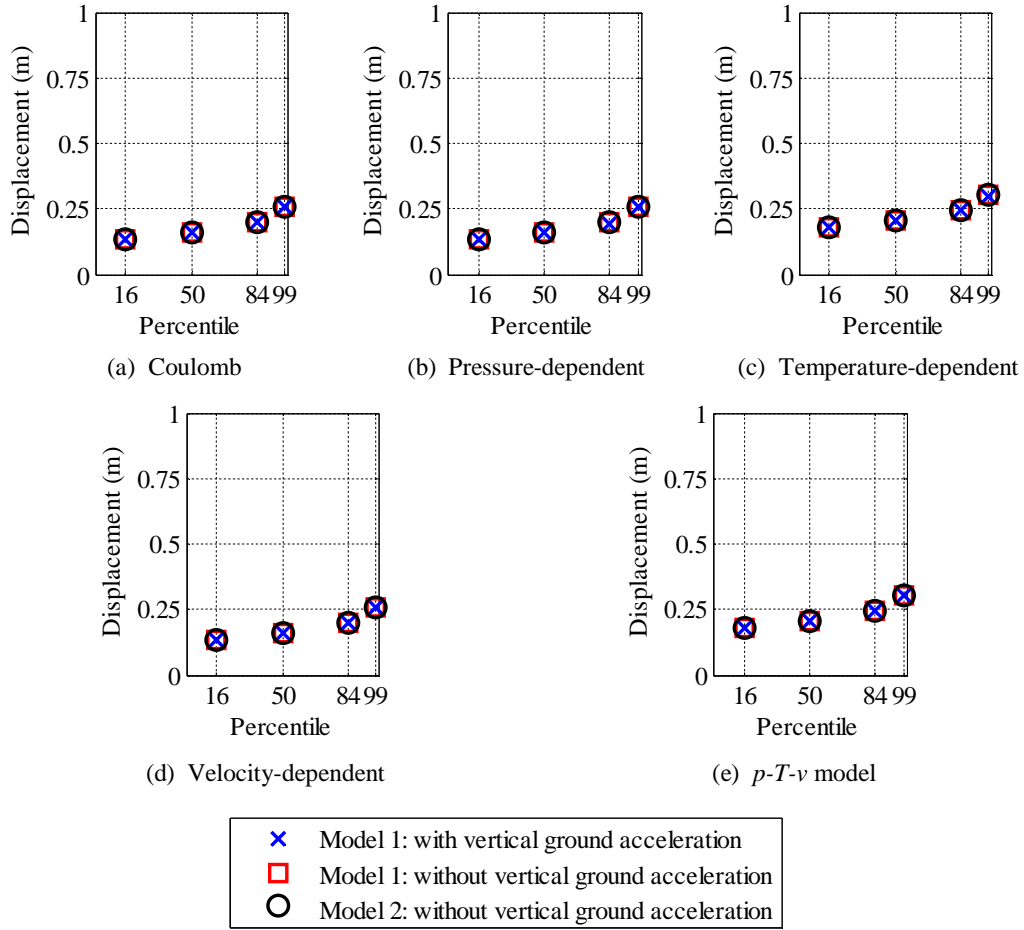 1
0.75
0.5
0.25
0
Displacement (m)
16 50 84 99
Percentile
(a) Coulomb
1
0.75
0.5
0.25
0
Displacement (m)
16 50 84 99
Percentile
(b) Pressure-dependent
1
0.75
0.5
0.25
0
Displacement (m)
16 50 84 99
Percentile
(c) Temperature-dependent
1
0.75
0.5
0.25
0
Displacement (m)
16 50 84 99
Percentile
(d) Velocity-dependent
1
0.75
0.5
0.25
0
Displacement (m)
16 50 84 99
Percentile
(e) p-T-v model
Model 1: with vertical ground acceleration
Model 1: without vertical ground acceleration
Model 2: without vertical ground acceleration